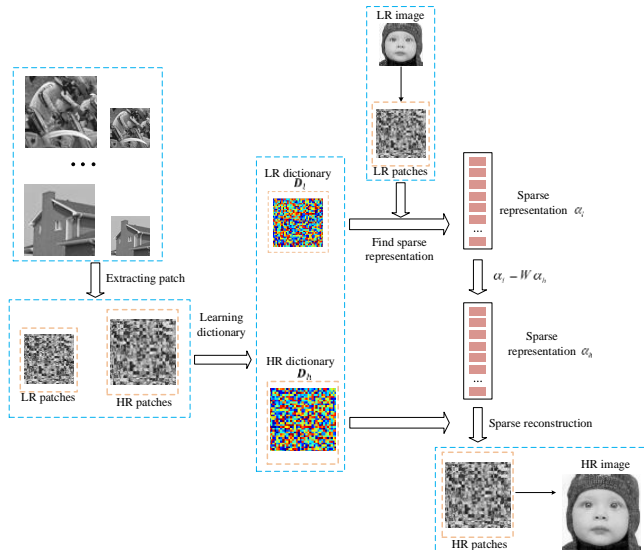 LR image
LR patches
• • •
Extracting patch
LR patches
HR patches
Learning
dictionary
LR dictionary
D_l
HR dictionary
D_h
Find sparse
representation
...
Sparse
representation α_l
α_l − W α_h
...
Sparse
representation α_h
Sparse reconstruction
HR patches
HR image